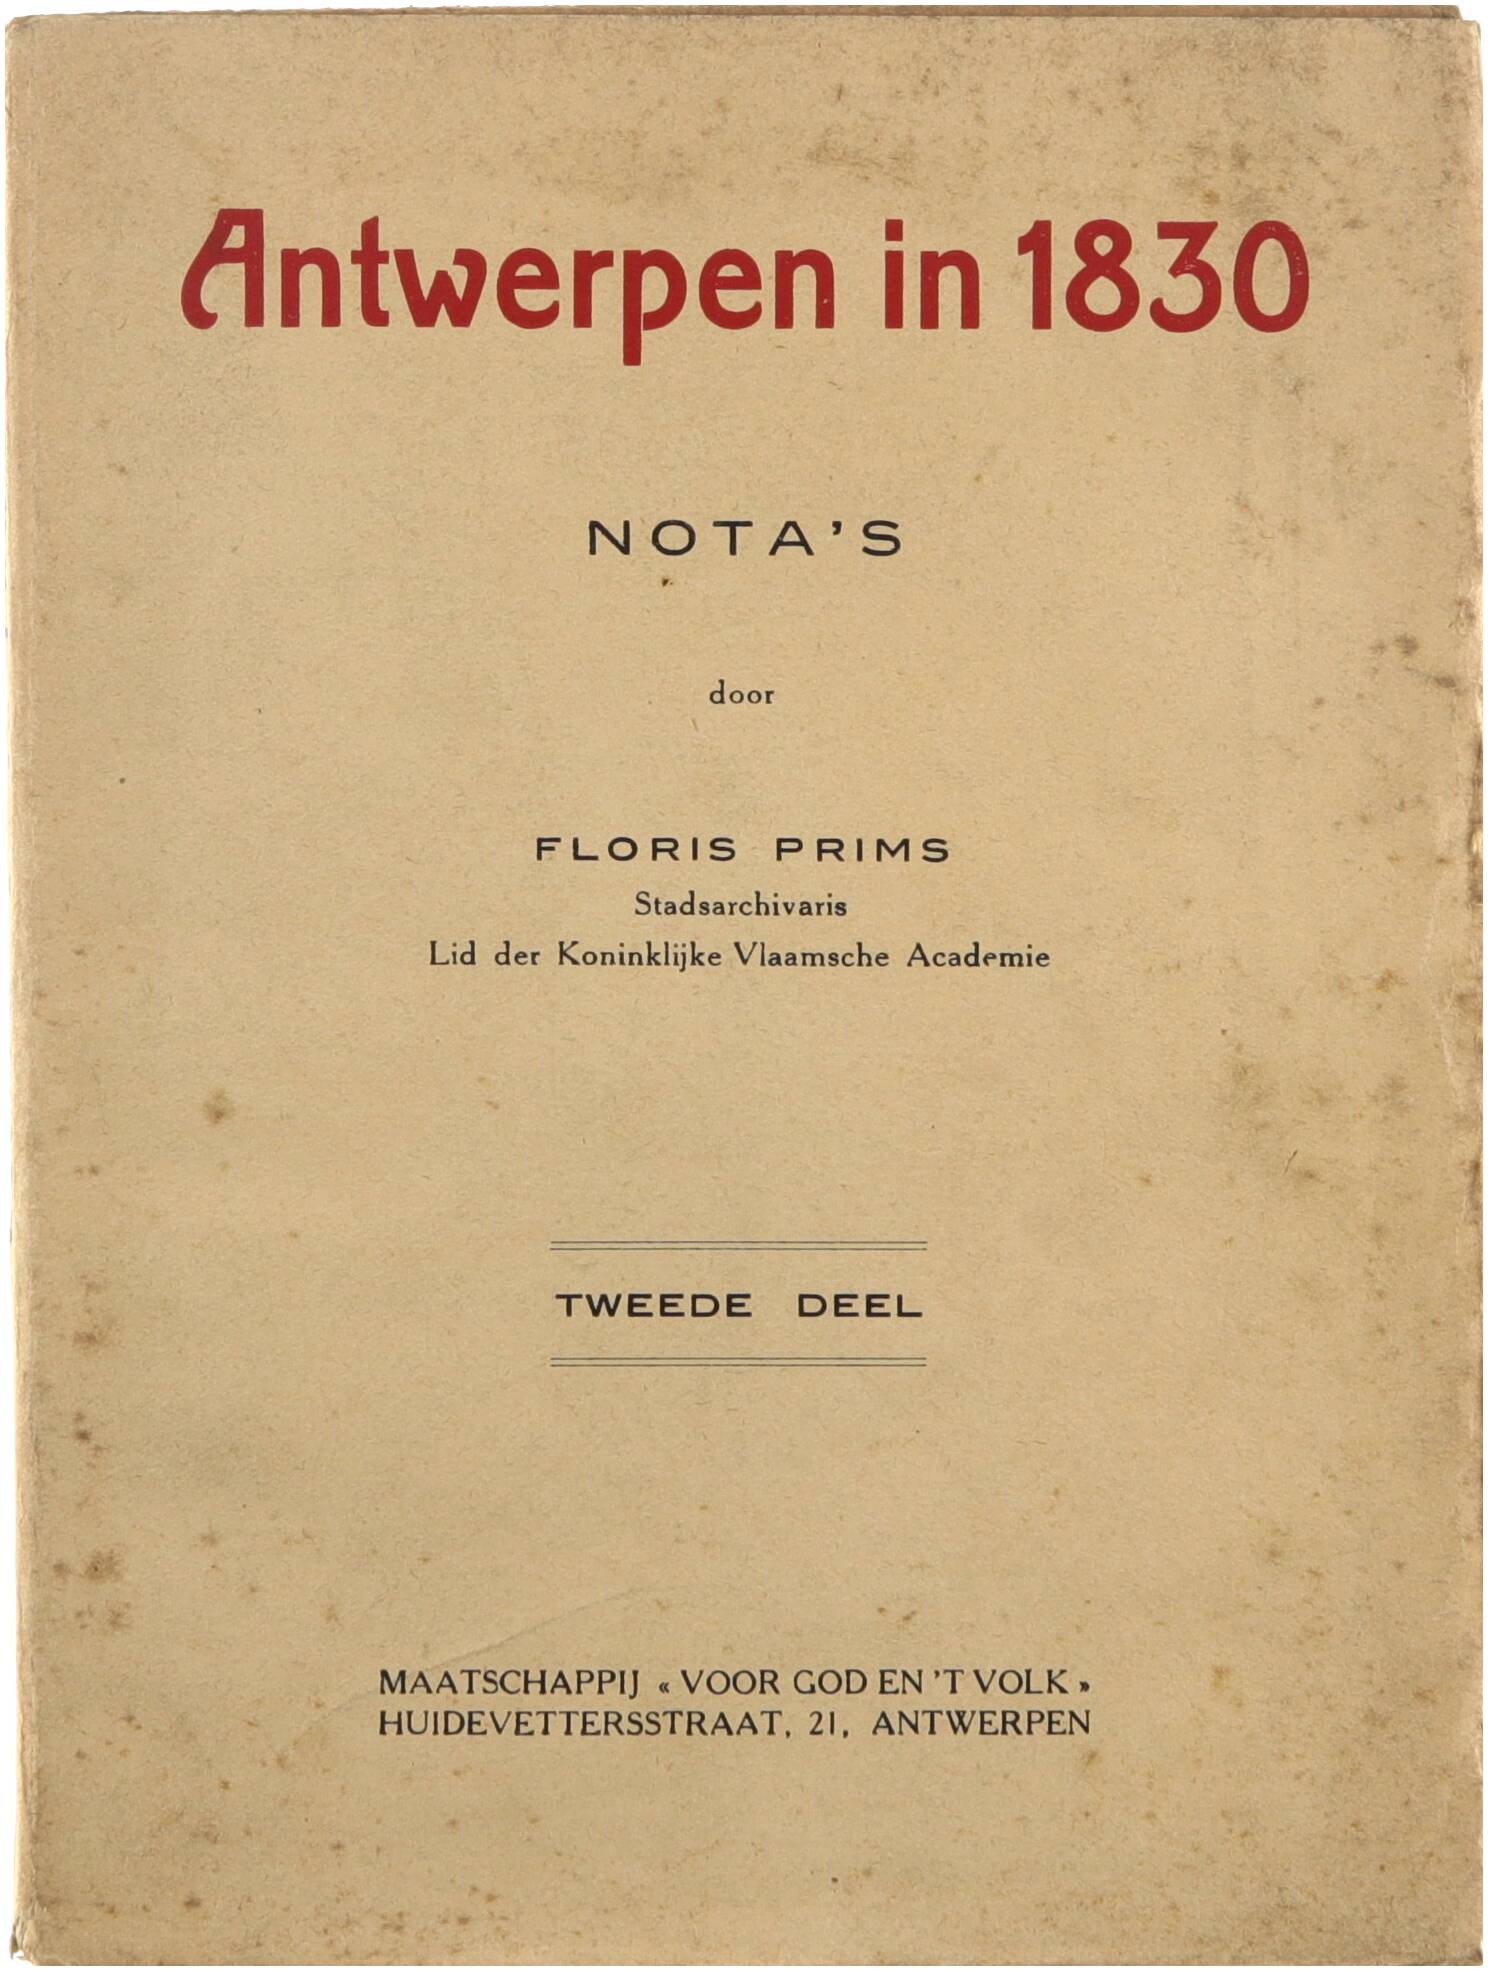 Antwerpen in 1830
NOTA'S
door
FLORIS PRIMS
Stadsarchivaris
Lid der Koninklijke Vlaamsche Academie
TWEEDE DEEL
MAATSCHAPPIJ « VOOR GOD EN 'T VOLK »
HUIDEVETTERSSTRAAT, 21, ANTWERPEN